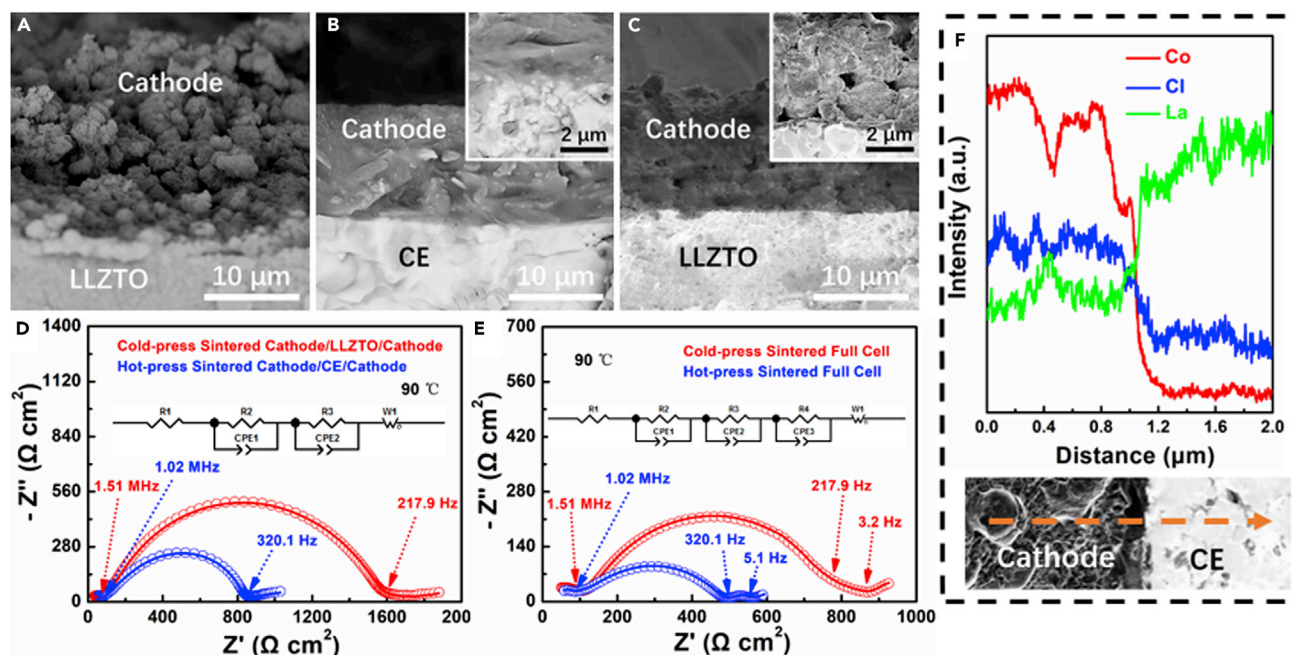 A
Cathode
LLZTO
10 μm
B
Cathode
CE
10 μm
2 μm
C
Cathode
LLZTO
10 μm
2 μm
D
1400
1120
840
560
280
0
- Z'' (Ω cm²)
Cold-press Sintered Cathode/LLZTO/Cathode
Hot-press Sintered Cathode/CE/Cathode
90 ℃
R1
R2
R3
W1
CPE1
CPE2
1.02 MHz
1.51 MHz
217.9 Hz
320.1 Hz
0
400
800
1200
1600
2000
Z' (Ω cm²)
E
700
560
420
280
140
0
- Z'' (Ω cm²)
90 ℃
Cold-press Sintered Full Cell
Hot-press Sintered Full Cell
R1
R2
R3
R4
W1
CPE1
CPE2
CPE3
1.02 MHz
1.51 MHz
217.9 Hz
320.1 Hz
3.2 Hz
5.1 Hz
0
200
400
600
800
1000
Z' (Ω cm²)
F
Co
Cl
La
Intensity (a.u.)
0.0
0.4
0.8
1.2
1.6
2.0
Distance (μm)
Cathode
CE